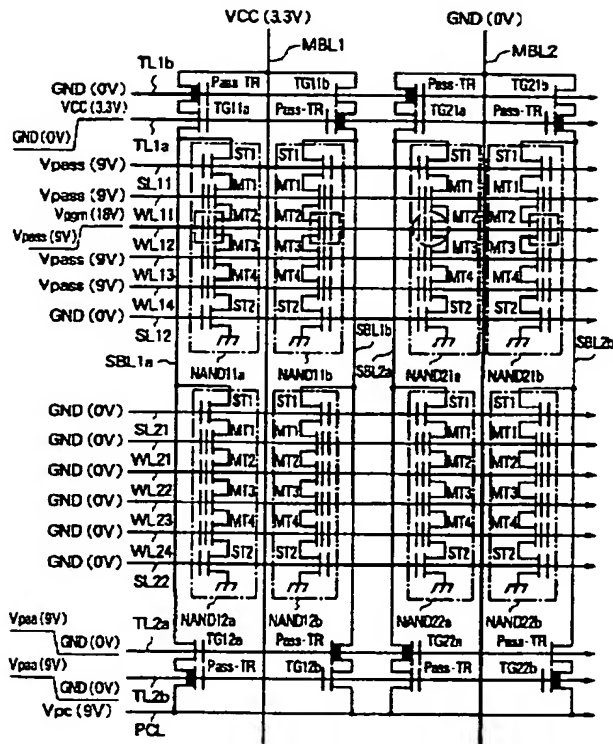 VCC (3.3V) GND (0V)
MBL1 MBL2
TL1b
GND (0V) Pass-TR TG11b Pass-TR TG21b
VCC (3.3V) TG11a Pass-TR TG21a Pass-TR
GND (0V) TL1a
Vpass (9V) ST1 ST1 ST1 ST1
SL11 MT1 MT1 MT1 MT1
Vpass (9V)
Vpgm (18V) WL11 MT2 MT2 MT2 MT2
Vpass (9V) WL12 MT3 MT3 MT3 MT3
Vpass (9V)
WL13 MT4 MT4 MT4 MT4
Vpass (9V)
WL14 ST2 ST2 ST2 ST2
GND (0V)
SL12
SBL1a SBL1b SBL2a SBL2b
NAND11a NAND11b NAND21a NAND21b
ST1 ST1 ST1 ST1
GND (0V)
SL21 MT1 MT1 MT1 MT1
GND (0V)
WL21 MT2 MT2 MT2 MT2
GND (0V)
WL22 MT3 MT3 MT3 MT3
GND (0V)
WL23 MT4 MT4 MT4 MT4
GND (0V)
WL24 ST2 ST2 ST2 ST2
GND (0V)
SL22
NAND12a NAND12b NAND22a NAND22b
Vpaa (9V) TL2a TG12a Pass-TR TG22a Pass-TR
GND (0V)
Vpaa (9V) Pass-TR TG12b Pass-TR TG22b
GND (0V) TL2b
Vpc (9V)
PCL